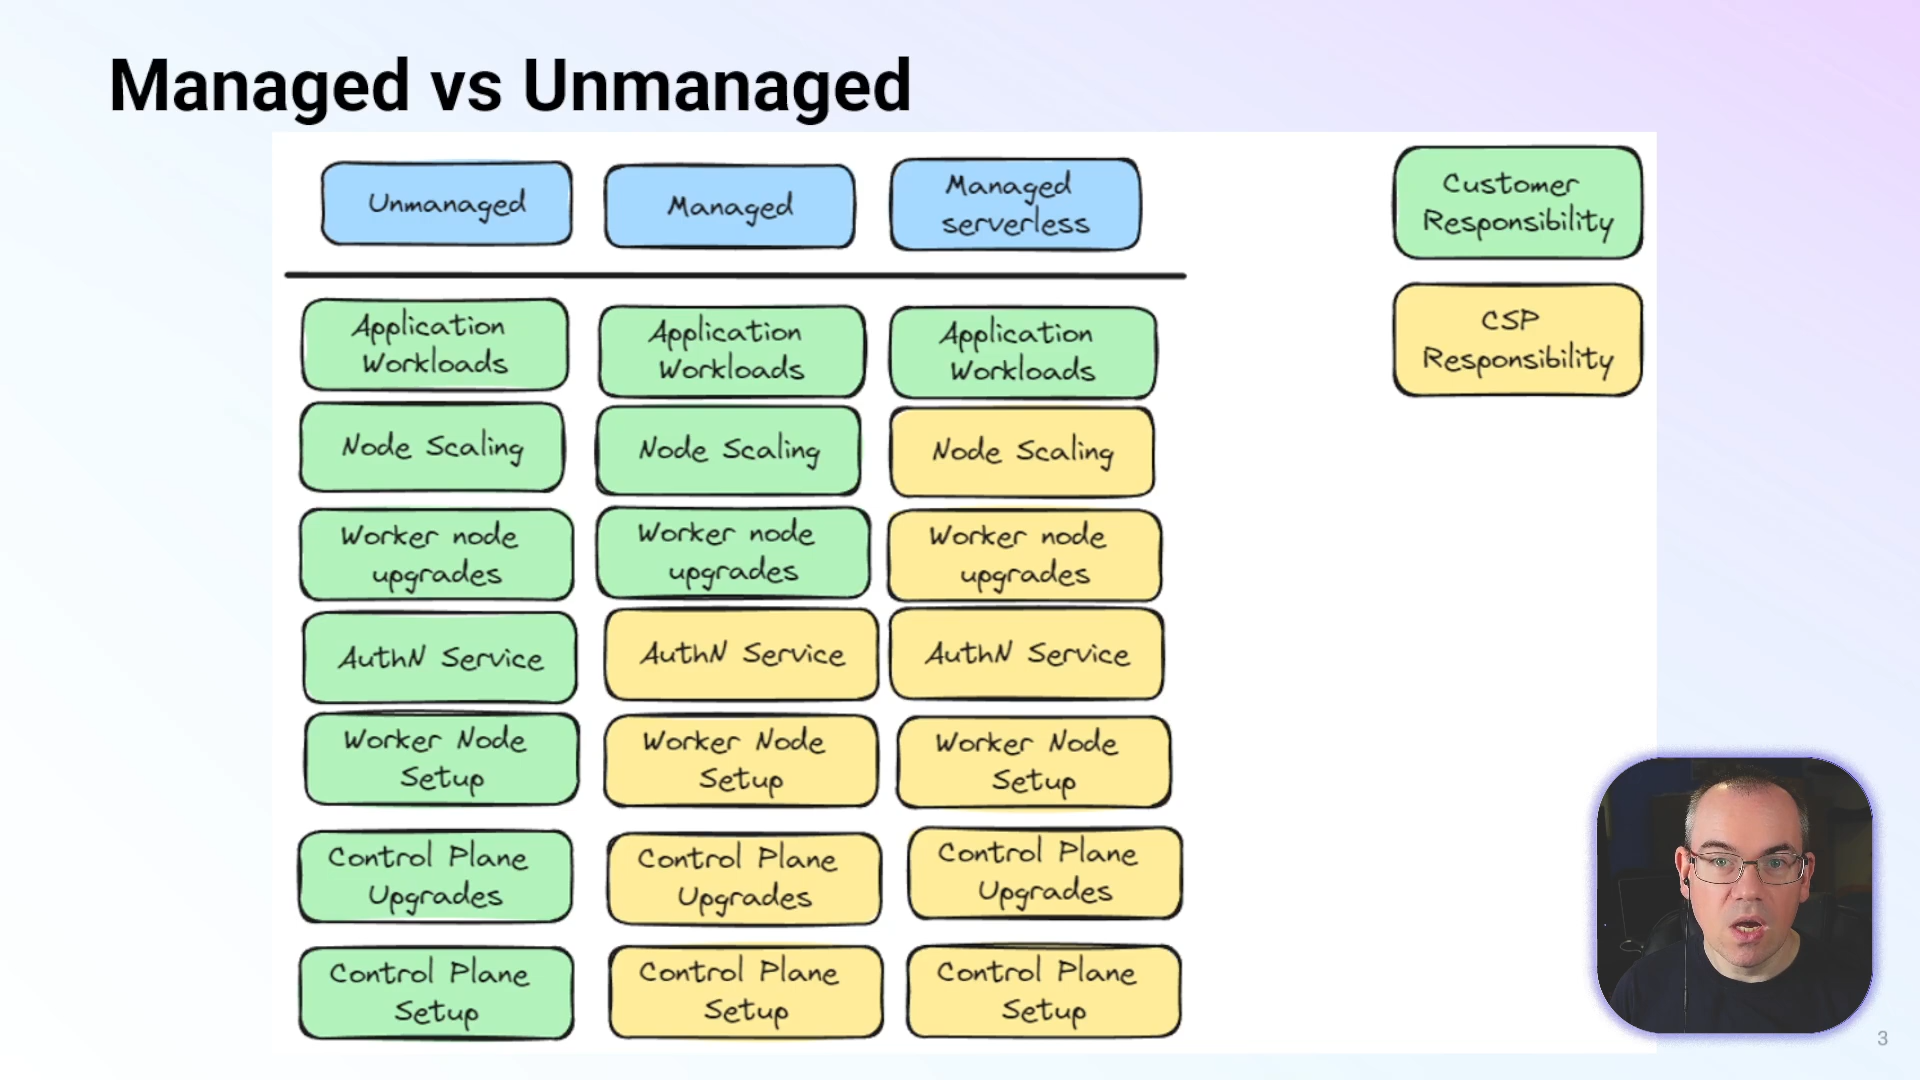 Managed vs Unmanaged
Unmanaged
Managed
Managed
serverless
Customer
Responsibility
CSP
Responsibility
Application
Workloads
Application
Workloads
Application
Workloads
Node Scaling
Node Scaling
Node Scaling
Worker node
upgrades
Worker node
upgrades
Worker node
upgrades
AuthN Service
AuthN Service
AuthN Service
Worker Node
Setup
Worker Node
Setup
Worker Node
Setup
Control Plane
Upgrades
Control Plane
Upgrades
Control Plane
Upgrades
Control Plane
Setup
Control Plane
Setup
Control Plane
Setup
3